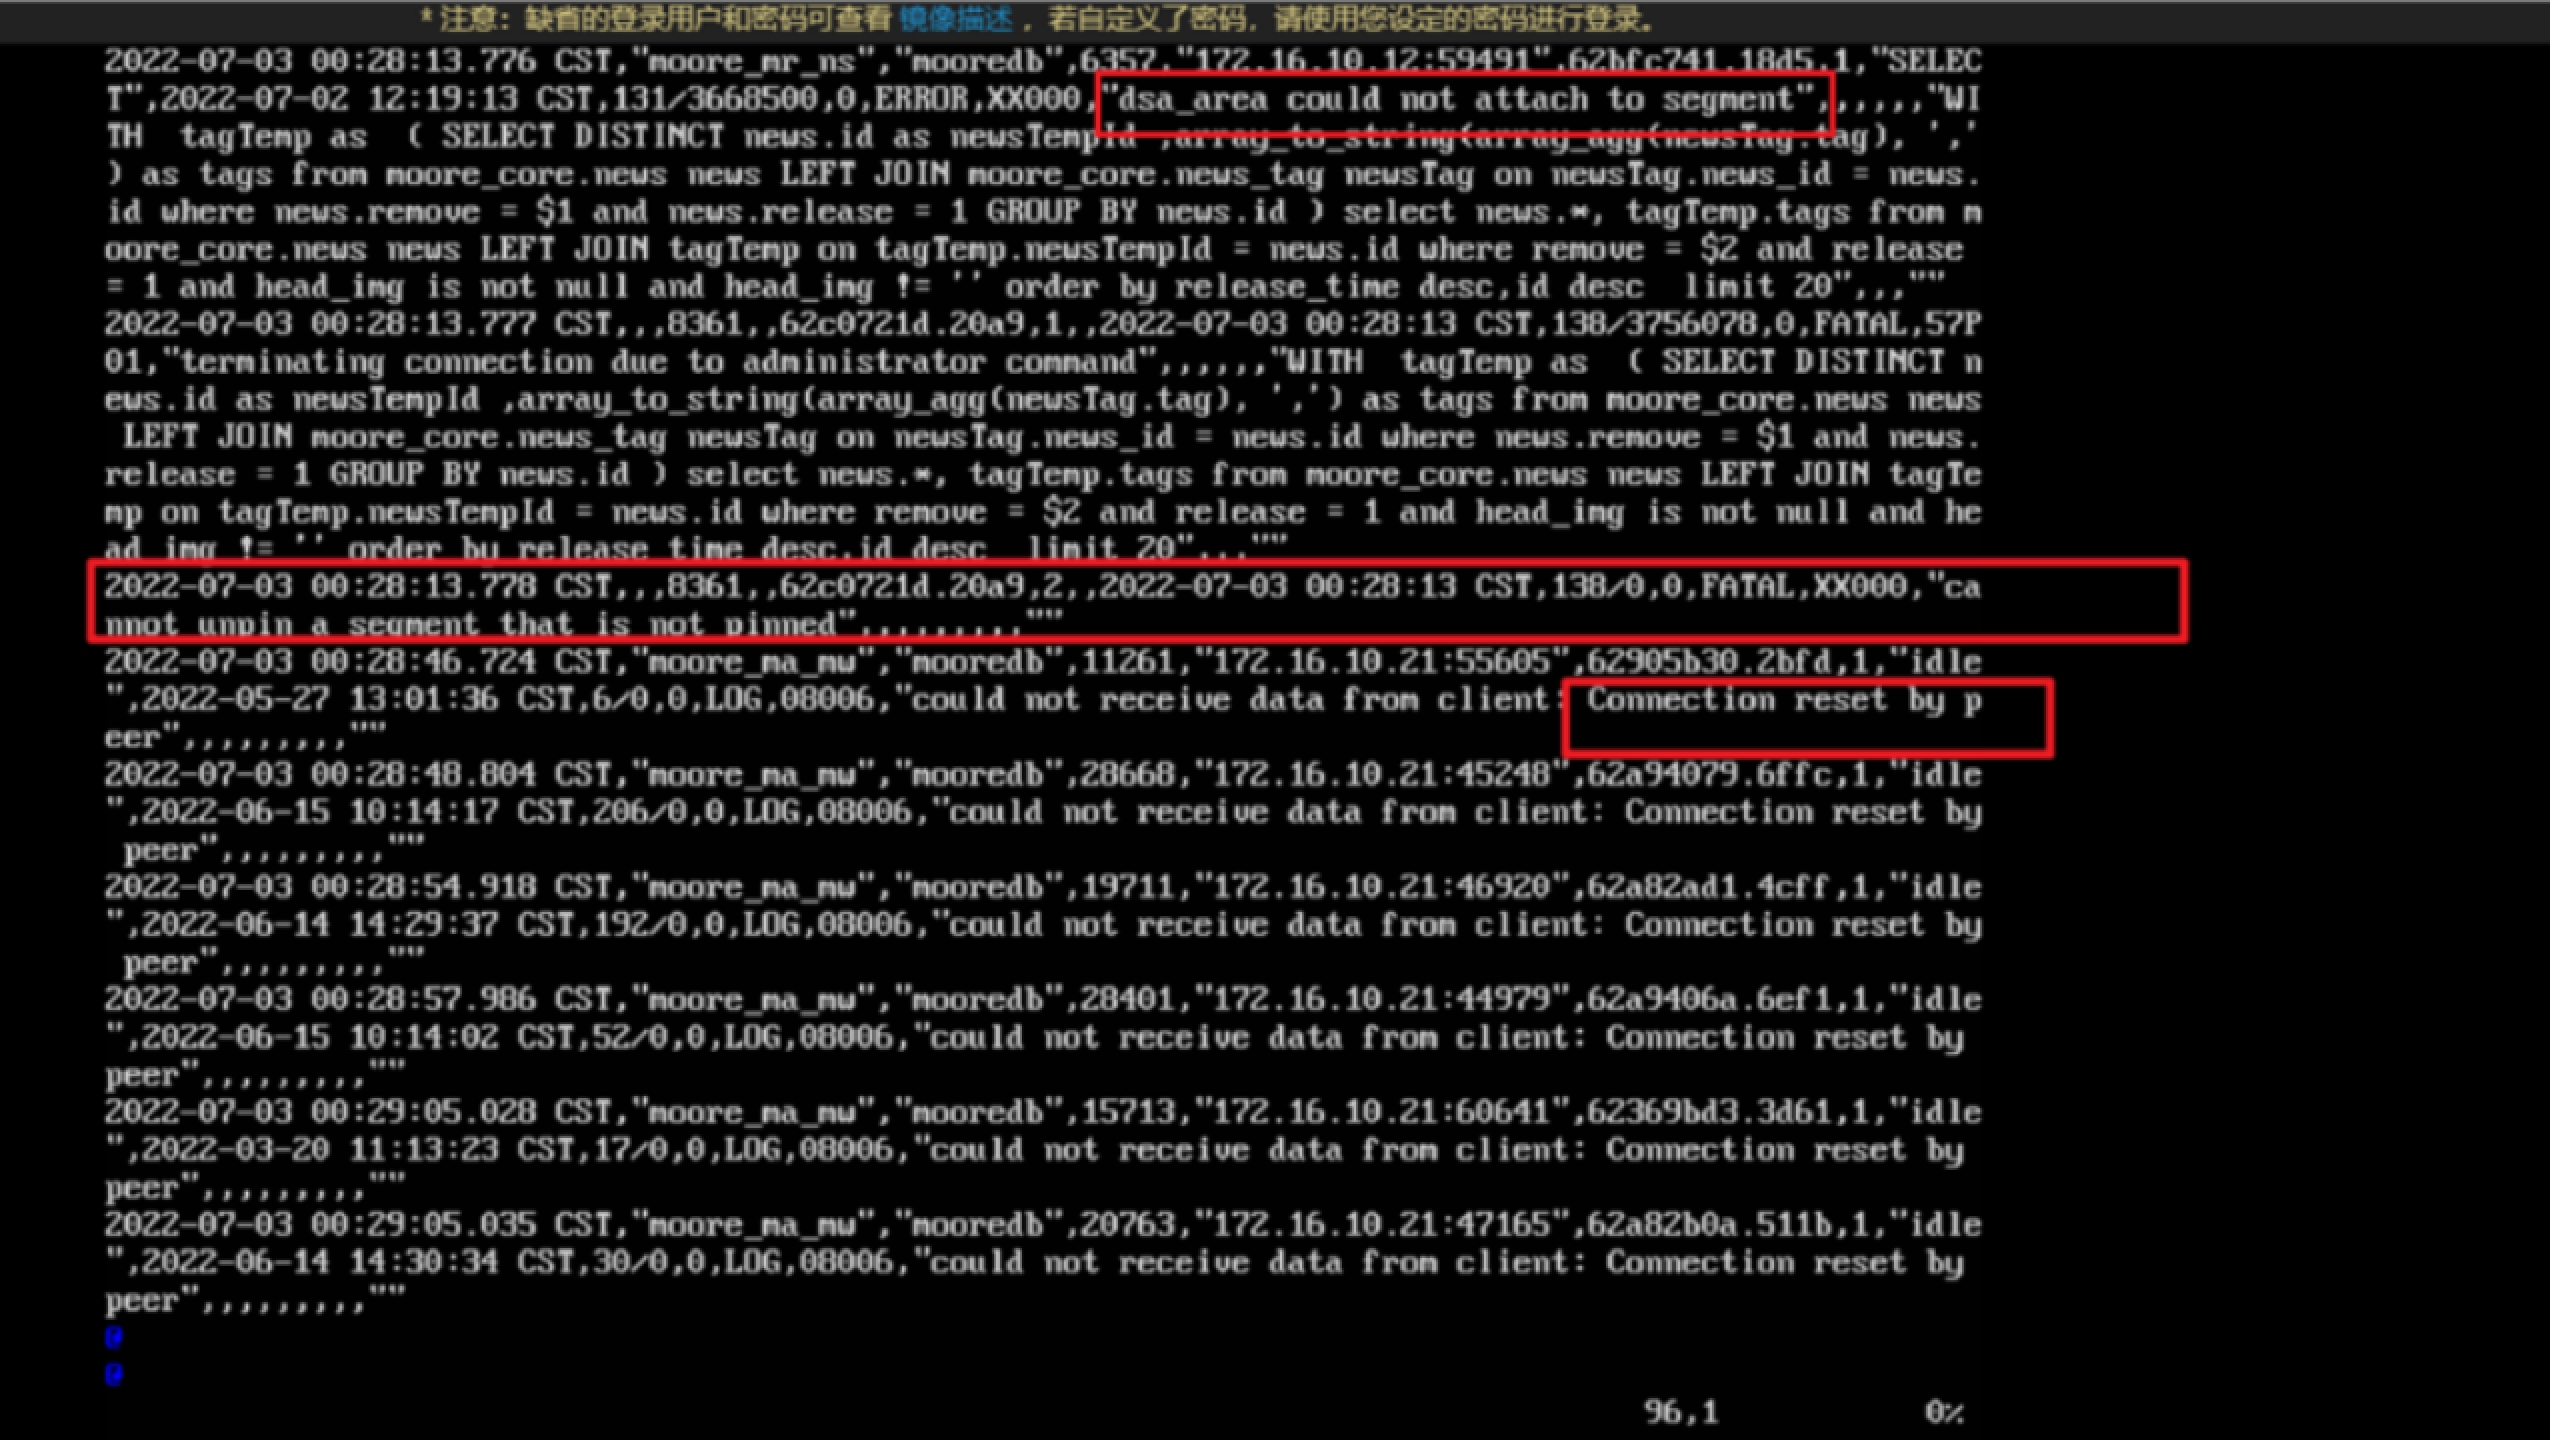 * 注意：缺省的登录用户和密码可查看 镜像描述 ，若自定义了密码，请使用您设定的密码进行登录。
2022-07-03 00:28:13.776 CST,"moore_mr_ns","mooredb",6357,"172.16.10.12:59491",62bfc741.18d5,1,"SELEC
T",2022-07-02 12:19:13 CST,131/3668500,0,ERROR,XX000,"dsa_area could not attach to segment",,,,,,"WI
TH  tagTemp as  ( SELECT DISTINCT news.id as newsTempId ,array_to_string(array_agg(newsTag.tag), ','
) as tags from moore_core.news news LEFT JOIN moore_core.news_tag newsTag on newsTag.news_id = news.
id where news.remove = $1 and news.release = 1 GROUP BY news.id ) select news.*, tagTemp.tags from m
oore_core.news news LEFT JOIN tagTemp on tagTemp.newsTempId = news.id where remove = $2 and release
= 1 and head_img is not null and head_img != '' order by release_time desc,id desc  limit 20",,,""
2022-07-03 00:28:13.777 CST,,,8361,,62c0721d.20a9,1,,2022-07-03 00:28:13 CST,138/3756078,0,FATAL,57P
01,"terminating connection due to administrator command",,,,,,"WITH  tagTemp as  ( SELECT DISTINCT n
ews.id as newsTempId ,array_to_string(array_agg(newsTag.tag), ',') as tags from moore_core.news news
 LEFT JOIN moore_core.news_tag newsTag on newsTag.news_id = news.id where news.remove = $1 and news.
release = 1 GROUP BY news.id ) select news.*, tagTemp.tags from moore_core.news news LEFT JOIN tagTe
mp on tagTemp.newsTempId = news.id where remove = $2 and release = 1 and head_img is not null and he
ad_img != '' order by release_time desc,id desc  limit 20",,,""
2022-07-03 00:28:13.778 CST,,,8361,,62c0721d.20a9,2,,2022-07-03 00:28:13 CST,138/0,0,FATAL,XX000,"ca
nnot unpin a segment that is not pinned",,,,,,,,,""
2022-07-03 00:28:46.724 CST,"moore_ma_mw","mooredb",11261,"172.16.10.21:55605",62905b30.2bfd,1,"idle
",2022-05-27 13:01:36 CST,6/0,0,LOG,08006,"could not receive data from client: Connection reset by p
eer",,,,,,,,,""
2022-07-03 00:28:48.804 CST,"moore_ma_mw","mooredb",28668,"172.16.10.21:45248",62a94079.6ffc,1,"idle
",2022-06-15 10:14:17 CST,206/0,0,LOG,08006,"could not receive data from client: Connection reset by
 peer",,,,,,,,,""
2022-07-03 00:28:54.918 CST,"moore_ma_mw","mooredb",19711,"172.16.10.21:46920",62a82ad1.4cff,1,"idle
",2022-06-14 14:29:37 CST,192/0,0,LOG,08006,"could not receive data from client: Connection reset by
 peer",,,,,,,,,""
2022-07-03 00:28:57.986 CST,"moore_ma_mw","mooredb",28401,"172.16.10.21:44979",62a9406a.6ef1,1,"idle
",2022-06-15 10:14:02 CST,52/0,0,LOG,08006,"could not receive data from client: Connection reset by
peer",,,,,,,,,""
2022-07-03 00:29:05.028 CST,"moore_ma_mw","mooredb",15713,"172.16.10.21:60641",62369bd3.3d61,1,"idle
",2022-03-20 11:13:23 CST,17/0,0,LOG,08006,"could not receive data from client: Connection reset by
peer",,,,,,,,,""
2022-07-03 00:29:05.035 CST,"moore_ma_mw","mooredb",20763,"172.16.10.21:47165",62a82b0a.511b,1,"idle
",2022-06-14 14:30:34 CST,30/0,0,LOG,08006,"could not receive data from client: Connection reset by
peer",,,,,,,,,""
@
@
96,1 0%